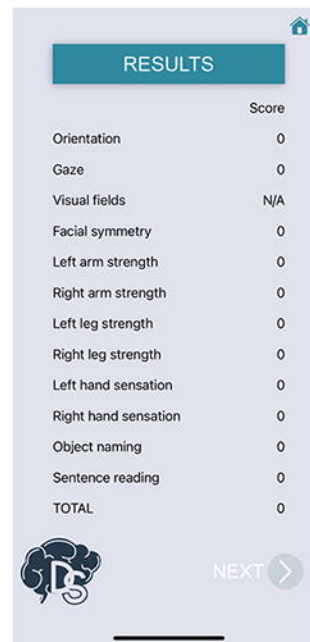 RESULTS
Score
Orientation 0
Gaze 0
Visual fields N/A
Facial symmetry 0
Left arm strength 0
Right arm strength 0
Left leg strength 0
Right leg strength 0
Left hand sensation 0
Right hand sensation 0
Object naming 0
Sentence reading 0
TOTAL 0
DS
NEXT